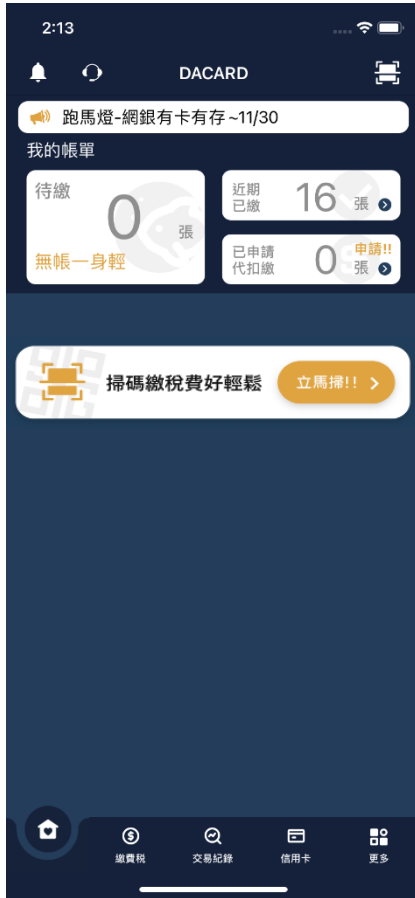 2:13
DACARD
跑馬燈-網銀有卡有存~11/30
我的帳單
待繳
0
張
無帳一身輕
近期
已繳
16
張
已申請
代扣繳
0
申請!!
張
掃碼繳稅費好輕鬆
立馬掃!!
繳費稅
交易紀錄
信用卡
更多